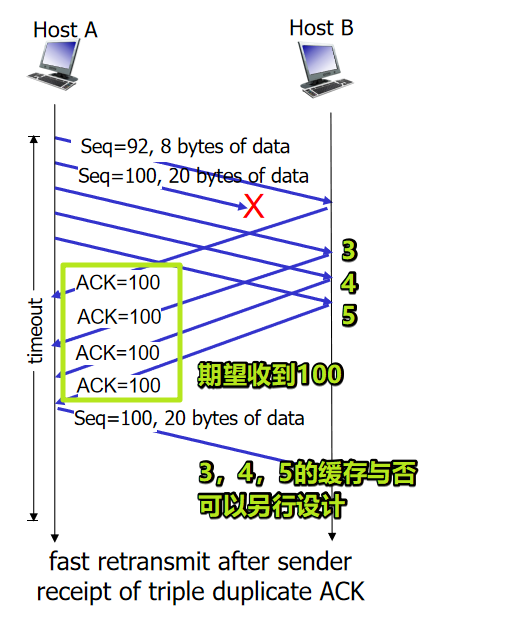 Host A
Host B
Seq=92, 8 bytes of data
Seq=100, 20 bytes of data
X
3
4
5
timeout
ACK=100
ACK=100
ACK=100
ACK=100
期望收到100
Seq=100, 20 bytes of data
3，4，5的缓存与否
可以另行设计
fast retransmit after sender
receipt of triple duplicate ACK